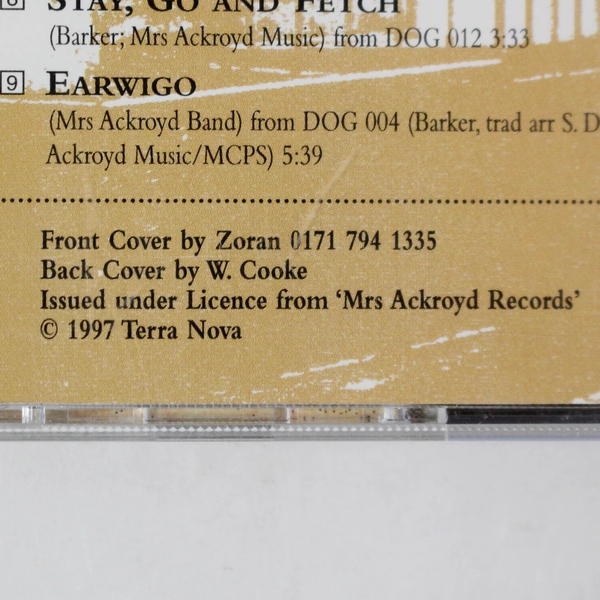 8 STAY, GO AND FETCH
(Barker; Mrs Ackroyd Music) from DOG 012 3:33
9 EARWIGO
(Mrs Ackroyd Band) from DOG 004 (Barker, trad arr S. D
Ackroyd Music/MCPS) 5:39
Front Cover by Zoran 0171 794 1335
Back Cover by W. Cooke
Issued under Licence from ‘Mrs Ackroyd Records’
© 1997 Terra Nova